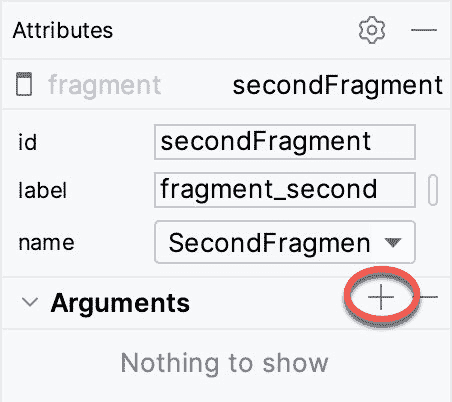 Attributes
fragment secondFragment
id secondFragment
label fragment_second
name SecondFragmen
Arguments
Nothing to show